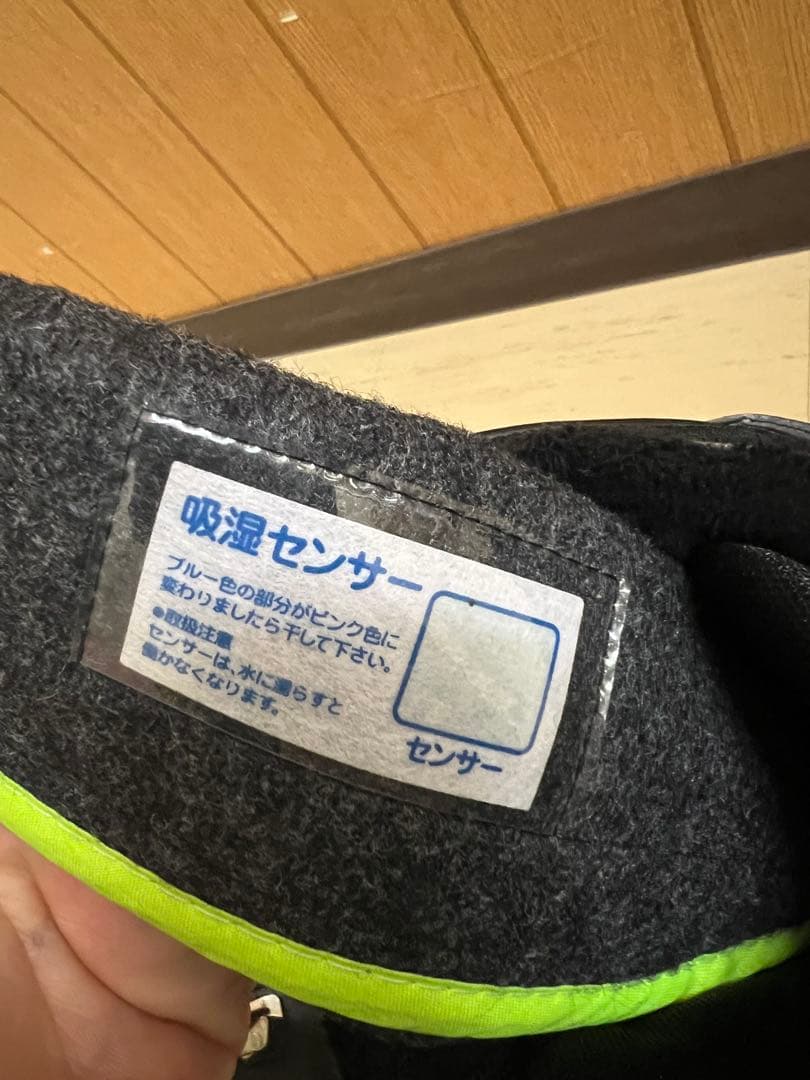 吸湿センサー
ブルー色の部分がピンク色に
変わりましたら干して下さい。
●取扱注意
センサーは、水に濡らすと
働かなくなります。
センサー